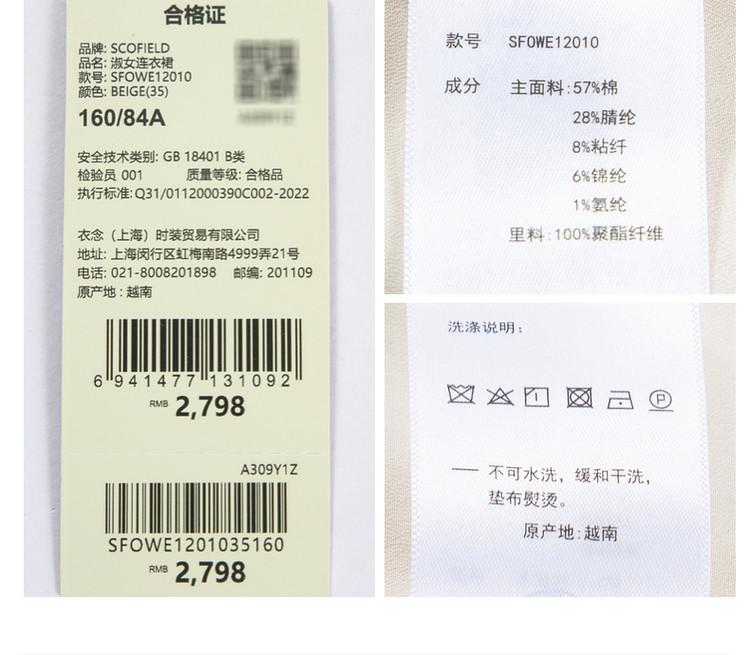 合格证
品牌: SCOFIELD
品名: 淑女连衣裙
款号: SFOWE12010
颜色: BEIGE(35)
160/84A
安全技术类别: GB 18401 B类
检验员 001 质量等级: 合格品
执行标准: Q31/0112000390C002-2022
衣念（上海）时装贸易有限公司
地址: 上海闵行区虹梅南路4999弄21号
电话: 021-8008201898 邮编: 201109
原产地 : 越南
6 941477 131092
RMB 2,798
A309Y1Z
SFOWE1201035160
RMB 2,798
款号 SFOWE12010
成分 主面料:57%棉
28%腈纶
8%粘纤
6%锦纶
1%氨纶
里料:100%聚酯纤维
洗涤说明:
P
不可水洗，缓和干洗，
垫布熨烫。
原产地:越南